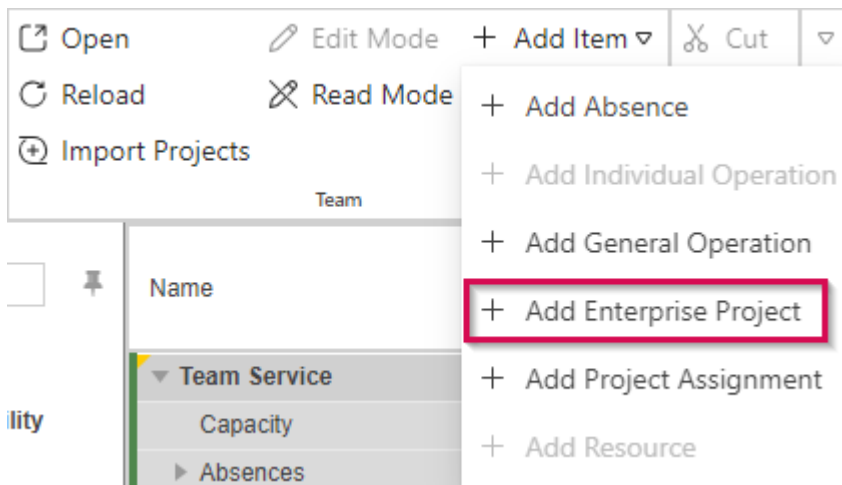 Open
Edit Mode
Add Item
Cut
Reload
Read Mode
Import Projects
Team
Add Absence
Add Individual Operation
Add General Operation
Add Enterprise Project
Add Project Assignment
Add Resource
Name
Team Service
Capacity
Absences
ility